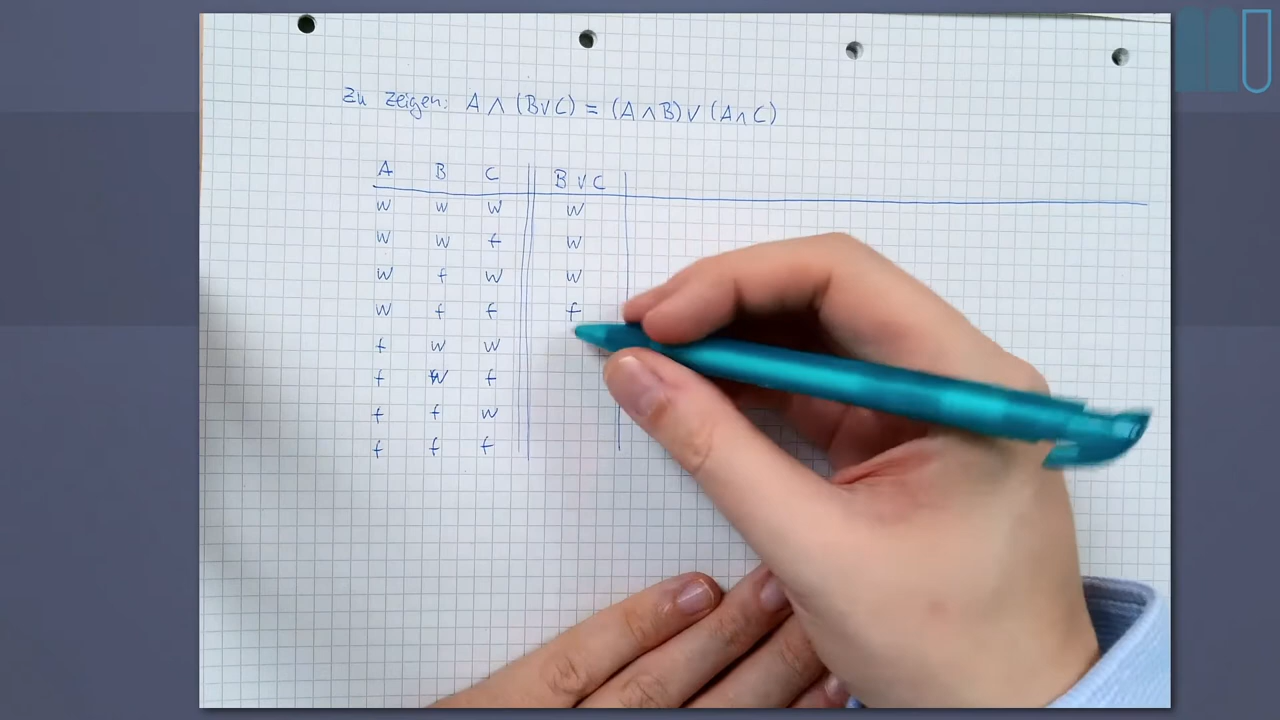 Zu zeigen: A ∧ (B∨C) = (A∧B)∨(A∧C)
A B C B ∨ C
w w w w
w w f w
w f w w
w f f f
f w w
f w f
f f w
f f f